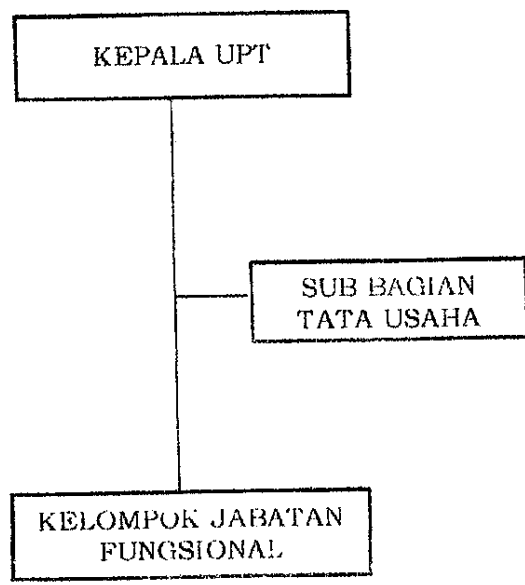 KEPALA UPT
SUB BAGIAN
TATA USAHA
KELOMPOK JABATAN
FUNGSIONAL